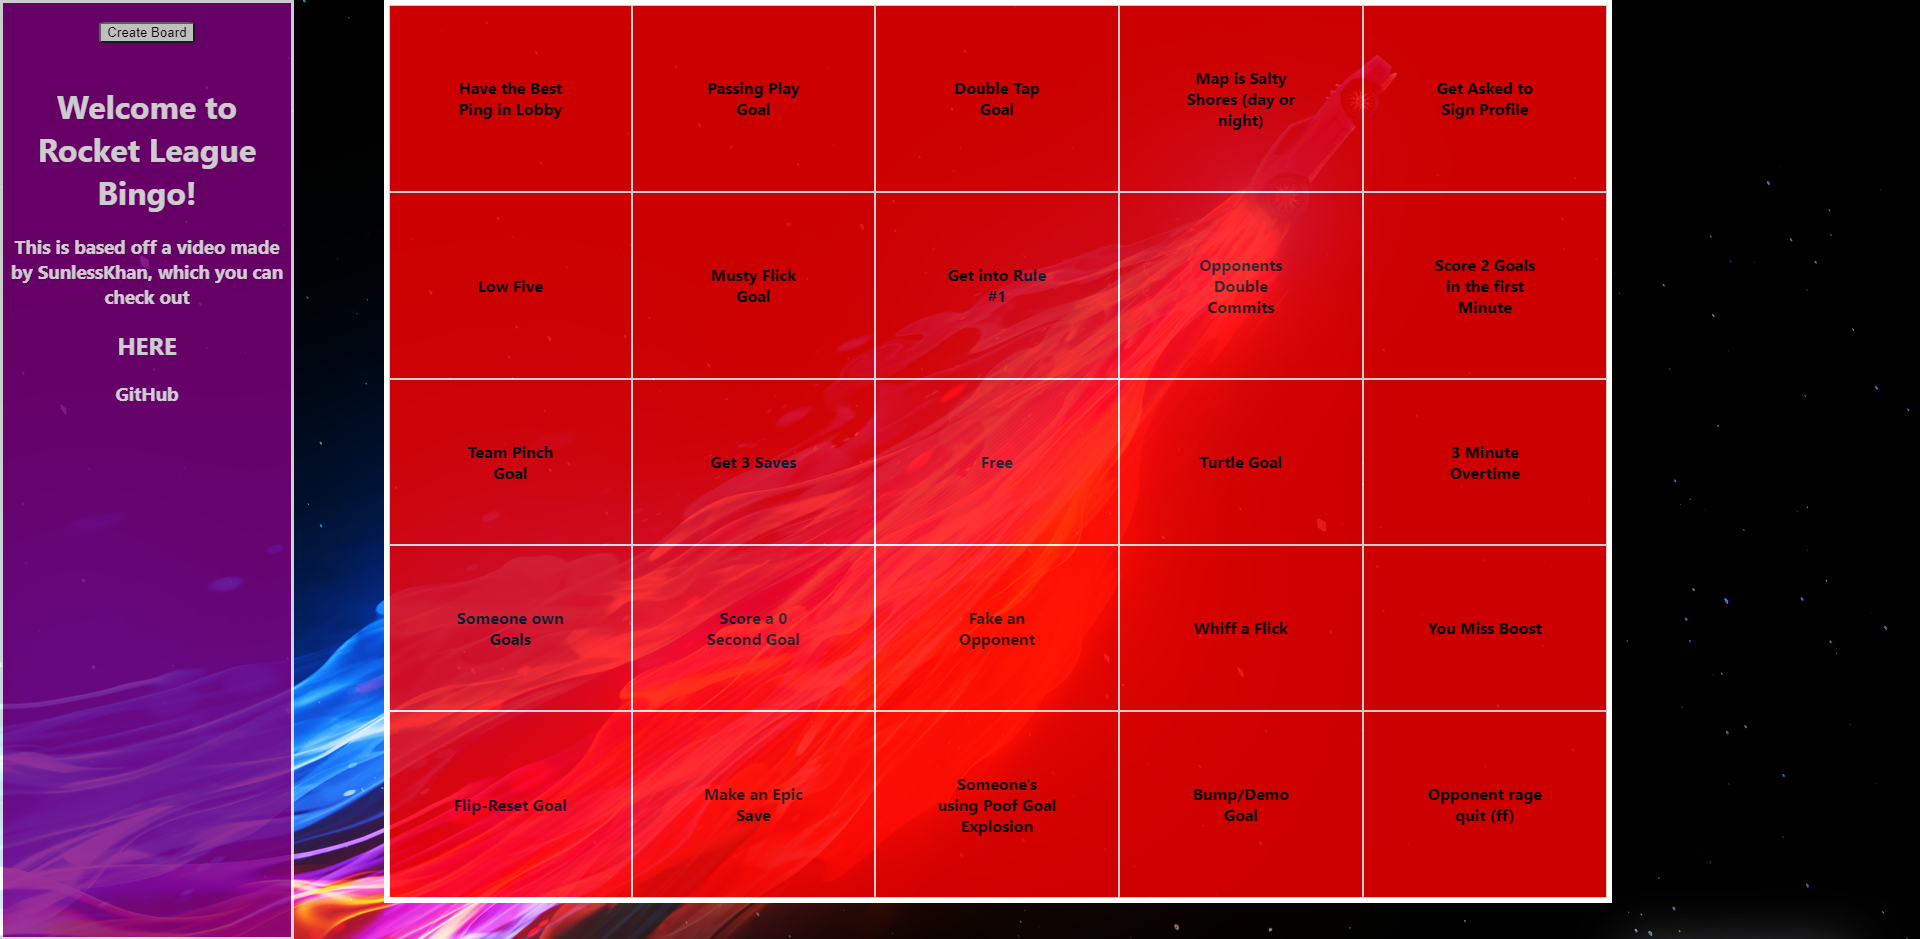 Create Board
Welcome to
Rocket League
Bingo!
This is based off a video made
by SunlessKhan, which you can
check out
HERE
GitHub
Have the Best
Ping in Lobby
Passing Play
Goal
Double Tap
Goal
Map is Salty
Shores (day or
night)
Get Asked to
Sign Profile
Low Five
Musty Flick
Goal
Get into Rule
#1
Opponents
Double
Commits
Score 2 Goals
in the first
Minute
Team Pinch
Goal
Get 3 Saves
Free
Turtle Goal
3 Minute
Overtime
Someone own
Goals
Score a 0
Second Goal
Fake an
Opponent
Whiff a Flick
You Miss Boost
Flip-Reset Goal
Make an Epic
Save
Someone's
using Poof Goal
Explosion
Bump/Demo
Goal
Opponent rage
quit (ff)